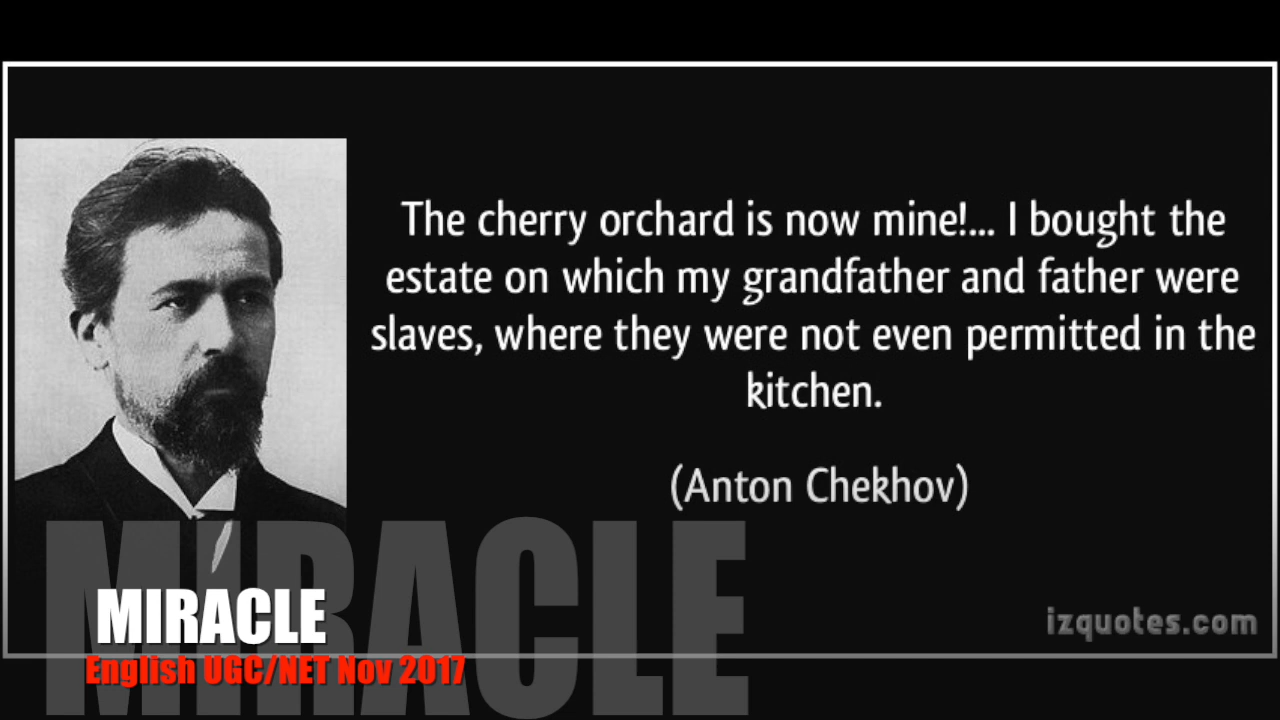 The cherry orchard is now mine!... I bought the
estate on which my grandfather and father were
slaves, where they were not even permitted in the
kitchen.
(Anton Chekhov)
MIRACLE
MIRACLE
English UGC/NET Nov 2017
izquotes.com